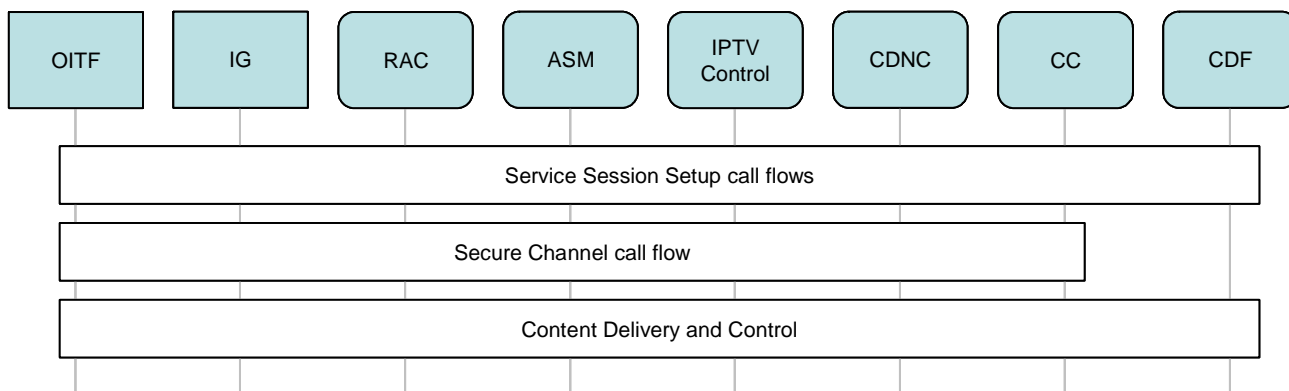 OITF
IG
RAC
ASM
IPTV
Control
CDNC
CC
CDF
Service Session Setup call flows
Secure Channel call flow
Content Delivery and Control